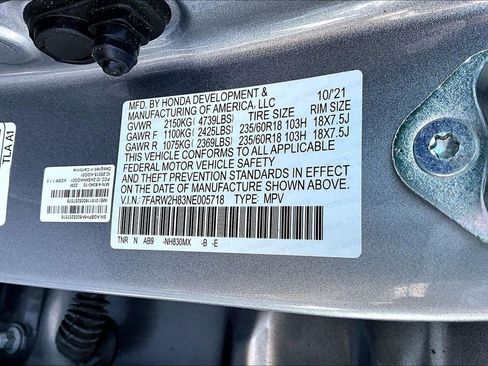 MFD. BY HONDA DEVELOPMENT & 10/'21
MANUFACTURING OF AMERICA, LLC
TIRE SIZE RIM SIZE
GVWR 2150KG( 4739LBS)
GAWR F 1100KG( 2425LBS) 235/60R18 103H 18X7.5J
GAWR R 1075KG( 2369LBS) 235/60R18 103H 18X7.5J
THIS VEHICLE CONFORMS TO ALL APPLICABLE
FEDERAL MOTOR VEHICLE SAFETY
AND THEFT PREVENTION STANDARDS IN EFFECT
ON THE DATE OF MANUFACTURE SHOWN ABOVE.
V.I.N.: 7FARW2H83NE005718 TYPE: MPV
TNR N AB9 -NH830MX -B -E
TLA A1